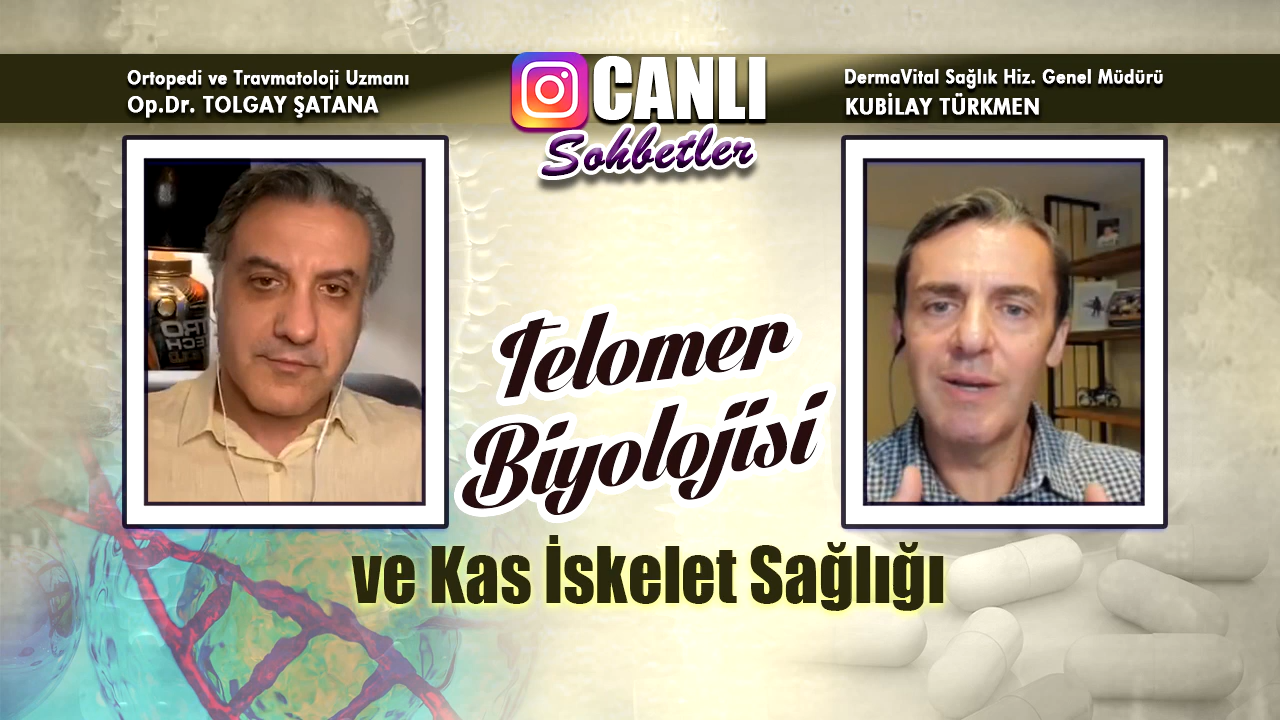 Ortopedi ve Travmatoloji Uzmanı
Op.Dr. TOLGAY ŞATANA
CANLI
Sohbetler
DermaVital Sağlık Hiz. Genel Müdürü
KUBİLAY TÜRKMEN
Telomer
Biyolojisi
ve Kas İskelet Sağlığı